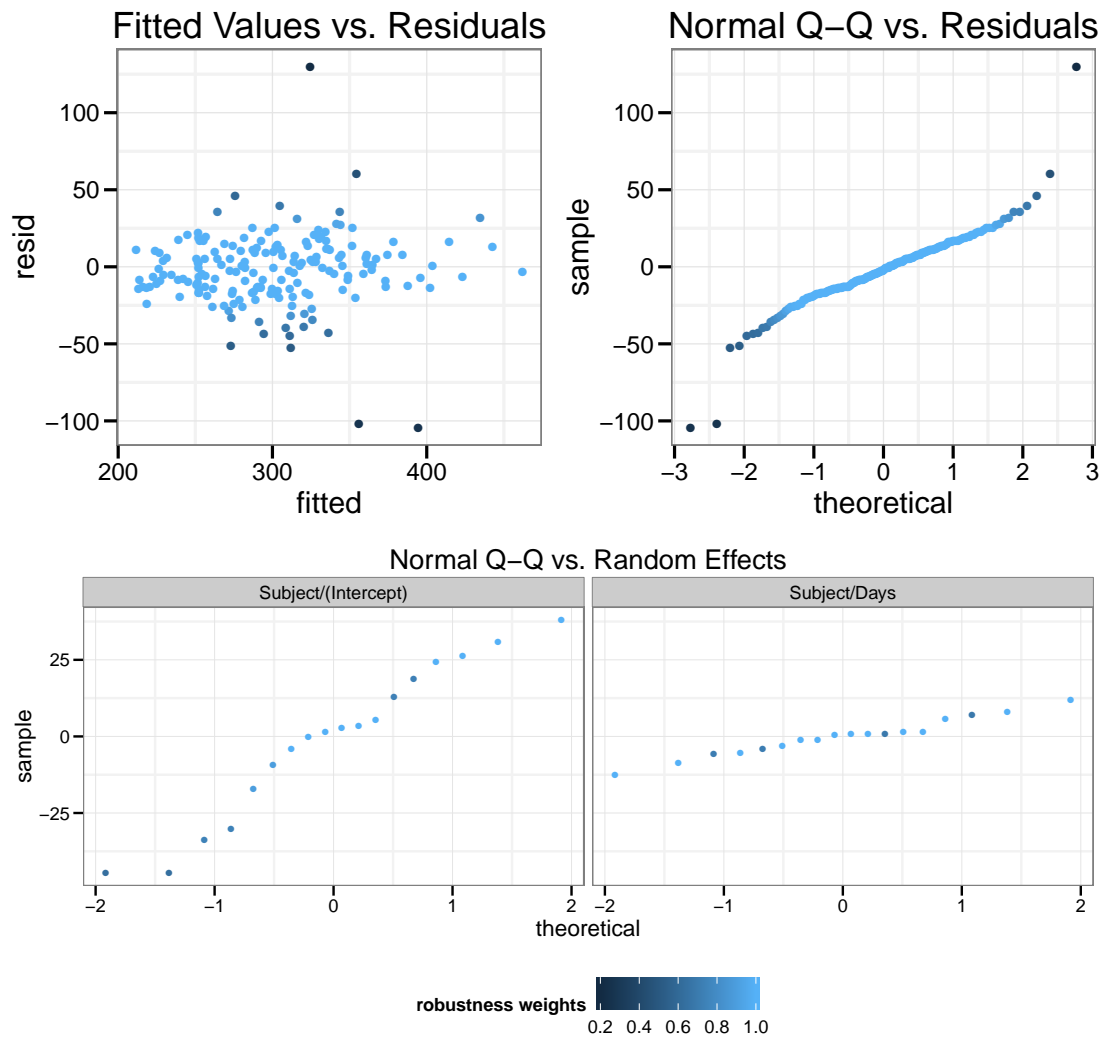 Fitted Values vs. Residuals
resid
100
50
0
−50
−100
200 300 400
fitted
Normal Q−Q vs. Residuals
sample
100
50
0
−50
−100
−3 −2 −1 0 1 2 3
theoretical
Normal Q−Q vs. Random Effects
Subject/(Intercept) Subject/Days
sample
25
0
−25
−2 −1 0 1 2 −2 −1 0 1 2
theoretical
robustness weights
0.2 0.4 0.6 0.8 1.0